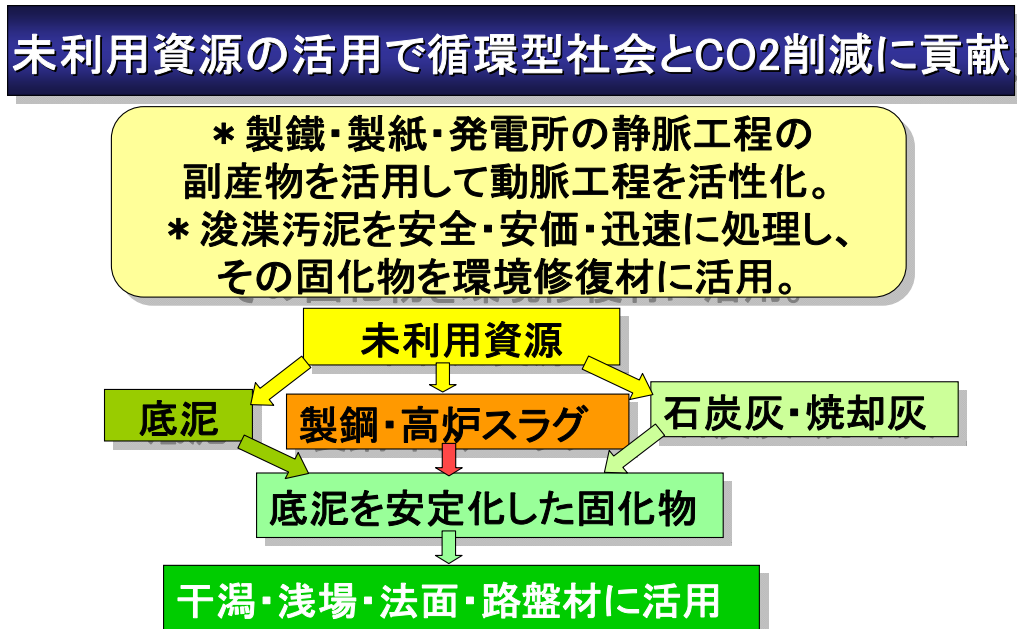 未利用資源の活用で循環型社会とCO2削減に貢献
＊製鐵・製紙・発電所の静脈工程の
副産物を活用して動脈工程を活性化。
＊浚渫汚泥を安全・安価・迅速に処理し、
その固化物を環境修復材に活用。
未利用資源
底泥
製鋼・高炉スラグ
石炭灰・焼却灰
底泥を安定化した固化物
干潟・浅場・法面・路盤材に活用